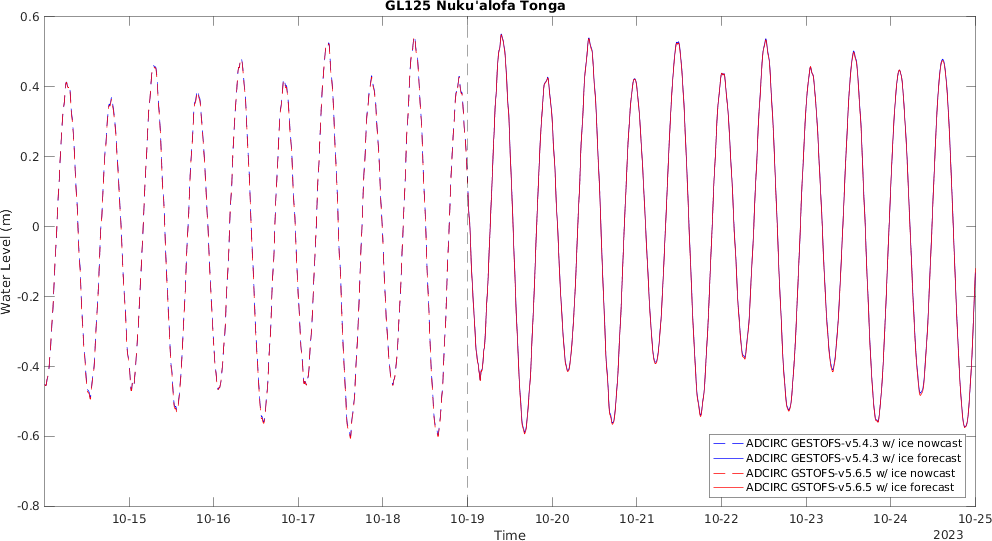 GL125 Nuku'alofa Tonga
0.6
0.4
0.2
0
-0.2
-0.4
-0.6
-0.8
Water Level (m)
ADCIRC GESTOFS-v5.4.3 w/ ice nowcast
ADCIRC GESTOFS-v5.4.3 w/ ice forecast
ADCIRC GSTOFS-v5.6.5 w/ ice nowcast
ADCIRC GSTOFS-v5.6.5 w/ ice forecast
10-15 10-16 10-17 10-18 10-19 10-20 10-21 10-22 10-23 10-24 10-25
Time
2023